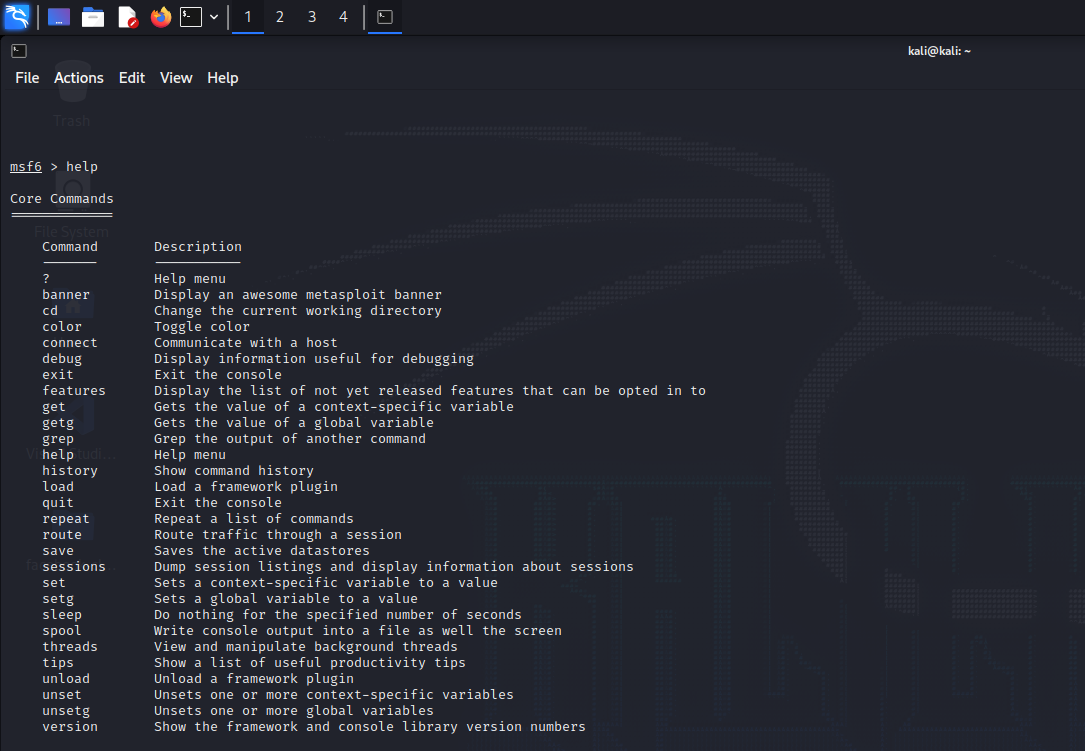 1 2 3 4
kali@kali: ~
File Actions Edit View Help
Trash
msf6 > help
Core Commands
File System
Command Description
? Help menu
banner Display an awesome metasploit banner
cd Change the current working directory
color Toggle color
connect Communicate with a host
debug Display information useful for debugging
exit Exit the console
features Display the list of not yet released features that can be opted in to
get Gets the value of a context-specific variable
getg Gets the value of a global variable
grep Grep the output of another command
help Help menu
history Show command history
load Load a framework plugin
quit Exit the console
repeat Repeat a list of commands
route Route traffic through a session
save Saves the active datastores
sessions Dump session listings and display information about sessions
set Sets a context-specific variable to a value
setg Sets a global variable to a value
sleep Do nothing for the specified number of seconds
spool Write console output into a file as well the screen
threads View and manipulate background threads
tips Show a list of useful productivity tips
unload Unload a framework plugin
unset Unsets one or more context-specific variables
unsetg Unsets one or more global variables
version Show the framework and console library version numbers